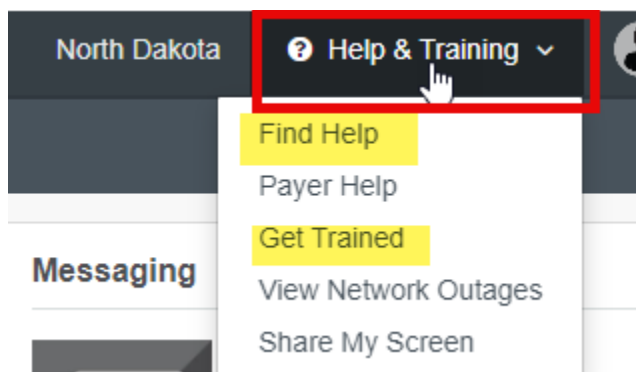 North Dakota
Help & Training
Find Help
Payer Help
Get Trained
Messaging
View Network Outages
Share My Screen